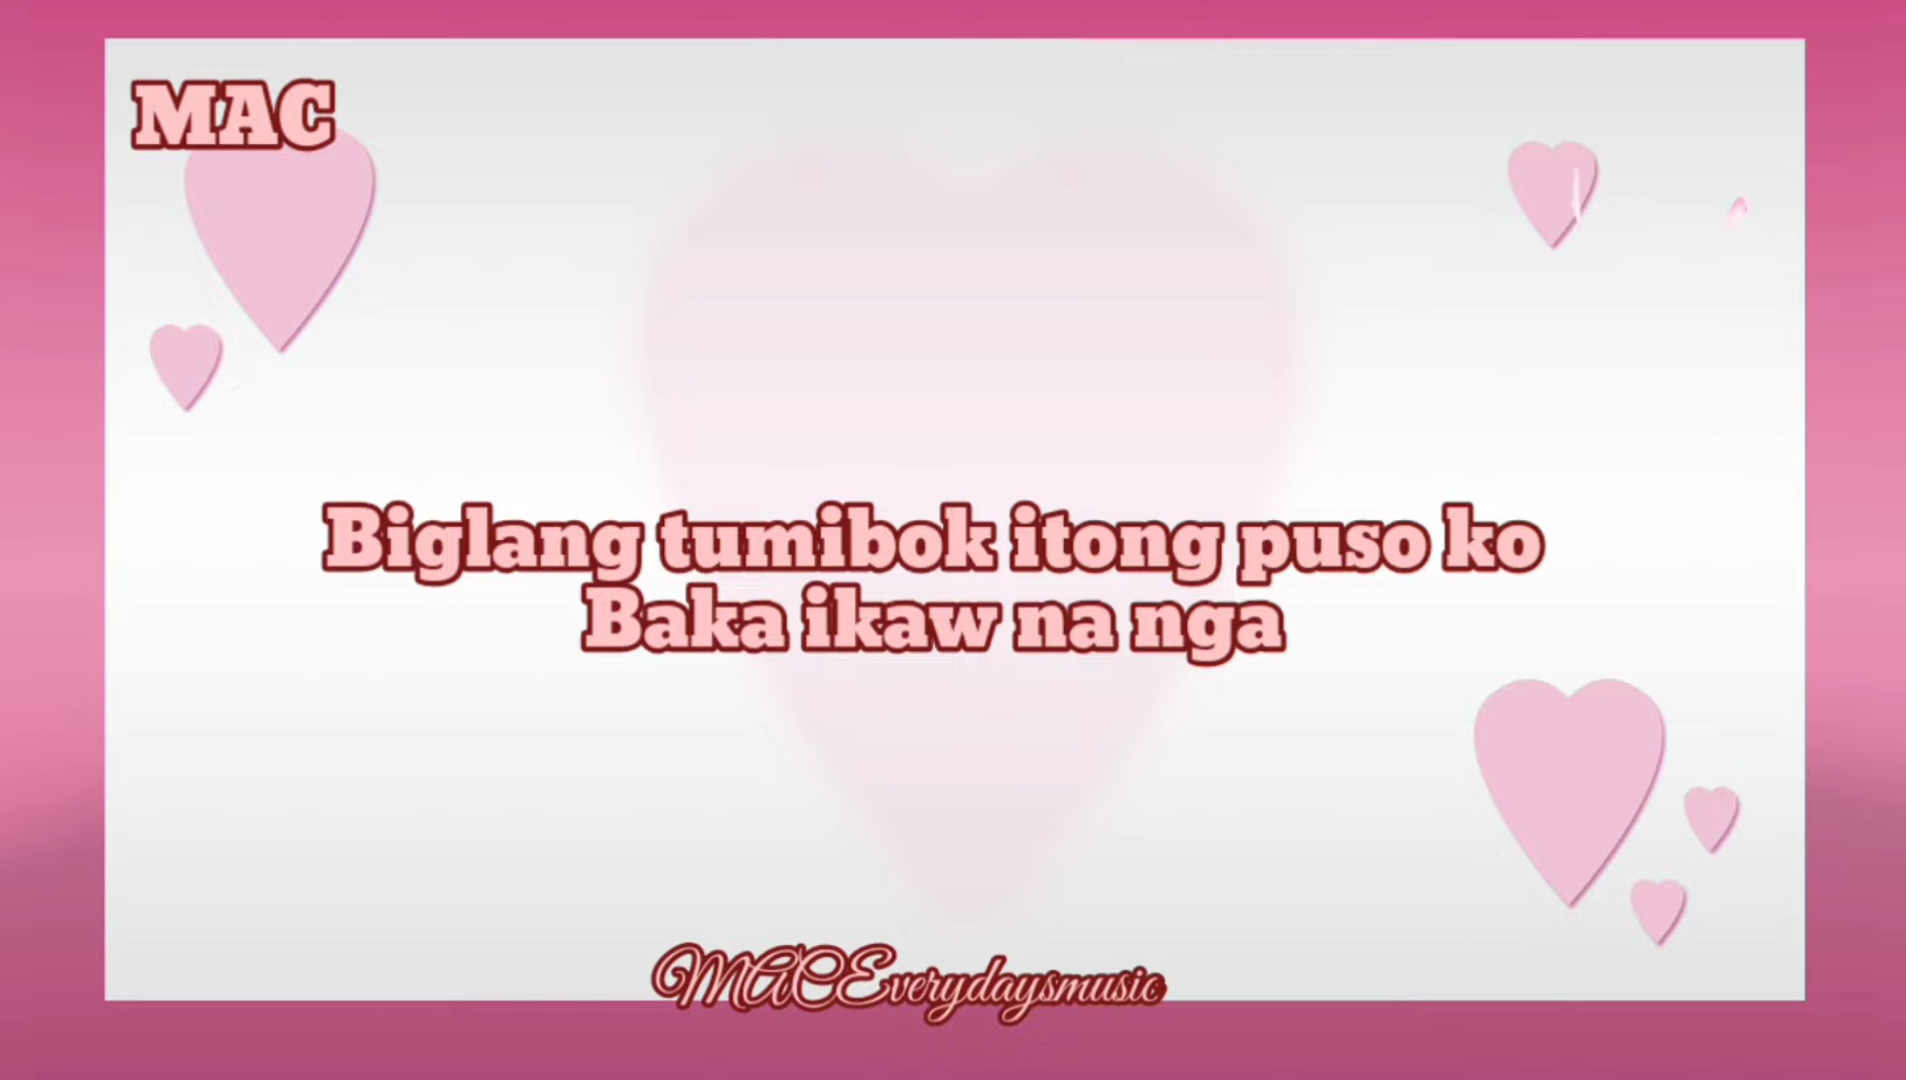 MAC
Biglang tumibok itong puso ko
Baka ikaw na nga
MACEverydaysmusic